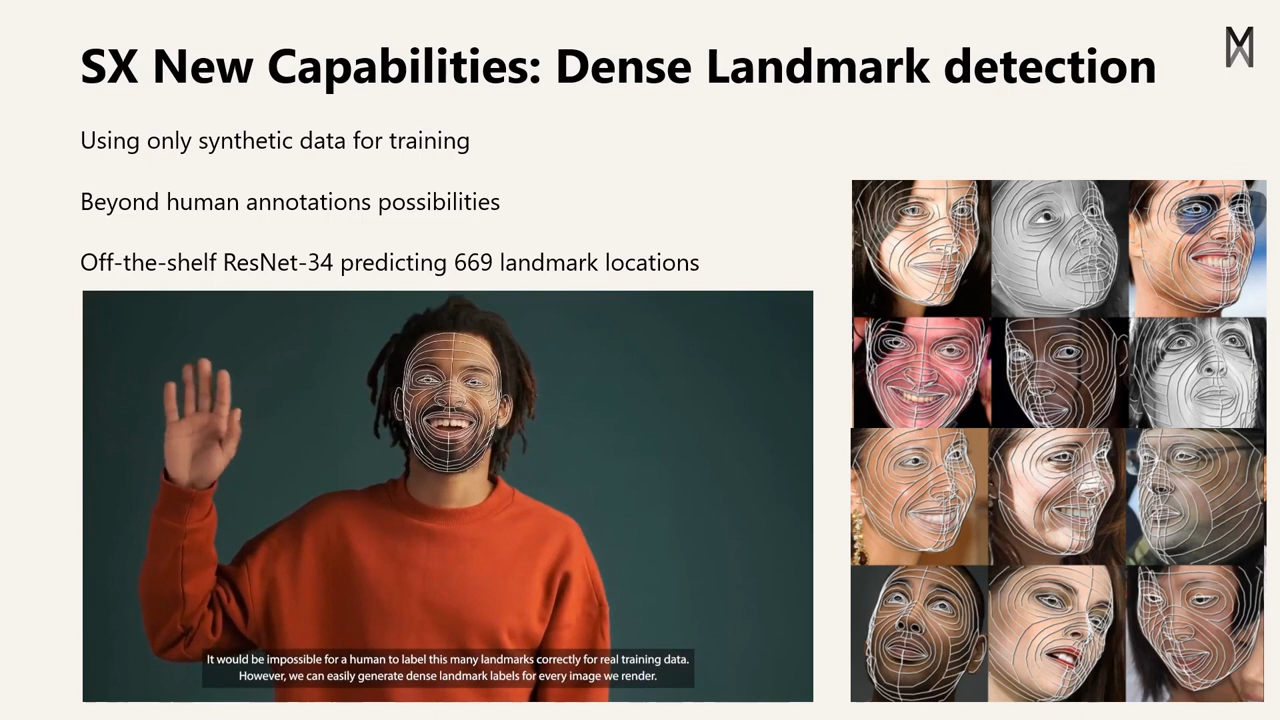 SX New Capabilities: Dense Landmark detection
Using only synthetic data for training
Beyond human annotations possibilities
Off-the-shelf ResNet-34 predicting 669 landmark locations
It would be impossible for a human to label this many landmarks correctly for real training data.
However, we can easily generate dense landmark labels for every image we render.